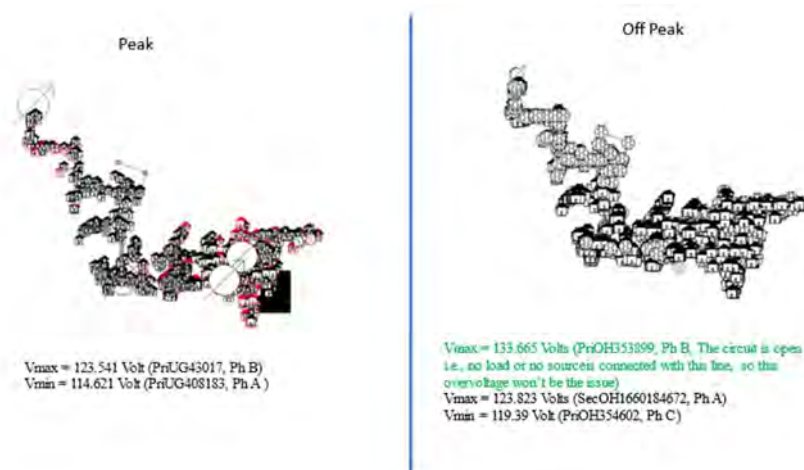 Peak
Vmax = 123.541 Volt (PriUG43017, Ph B)
Vmin = 114.621 Volt (PriUG408183, Ph A )
Off Peak
Vmax = 133.665 Volts (PriOH353899, Ph B, The circuit is open
i.e., no load or no source is connected with this line, so this
overvoltage won't be the issue)
Vmax = 123.823 Volts (SecOH1660184672, Ph A)
Vmin = 119.39 Volt (PriOH354602, Ph C)